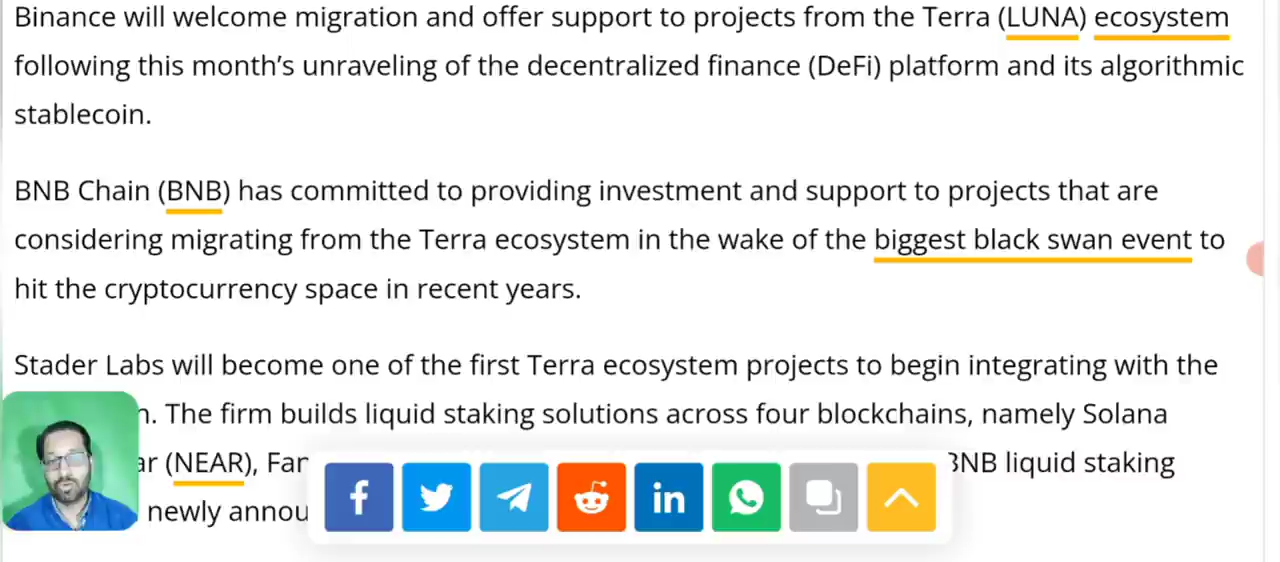 Binance will welcome migration and offer support to projects from the Terra (LUNA) ecosystem
following this month's unraveling of the decentralized finance (DeFi) platform and its algorithmic
stablecoin.
BNB Chain (BNB) has committed to providing investment and support to projects that are
considering migrating from the Terra ecosystem in the wake of the biggest black swan event to
hit the cryptocurrency space in recent years.
Stader Labs will become one of the first Terra ecosystem projects to begin integrating with the
The firm builds liquid staking solutions across four blockchains, namely Solana
(NEAR), BNB liquid staking
newly
in